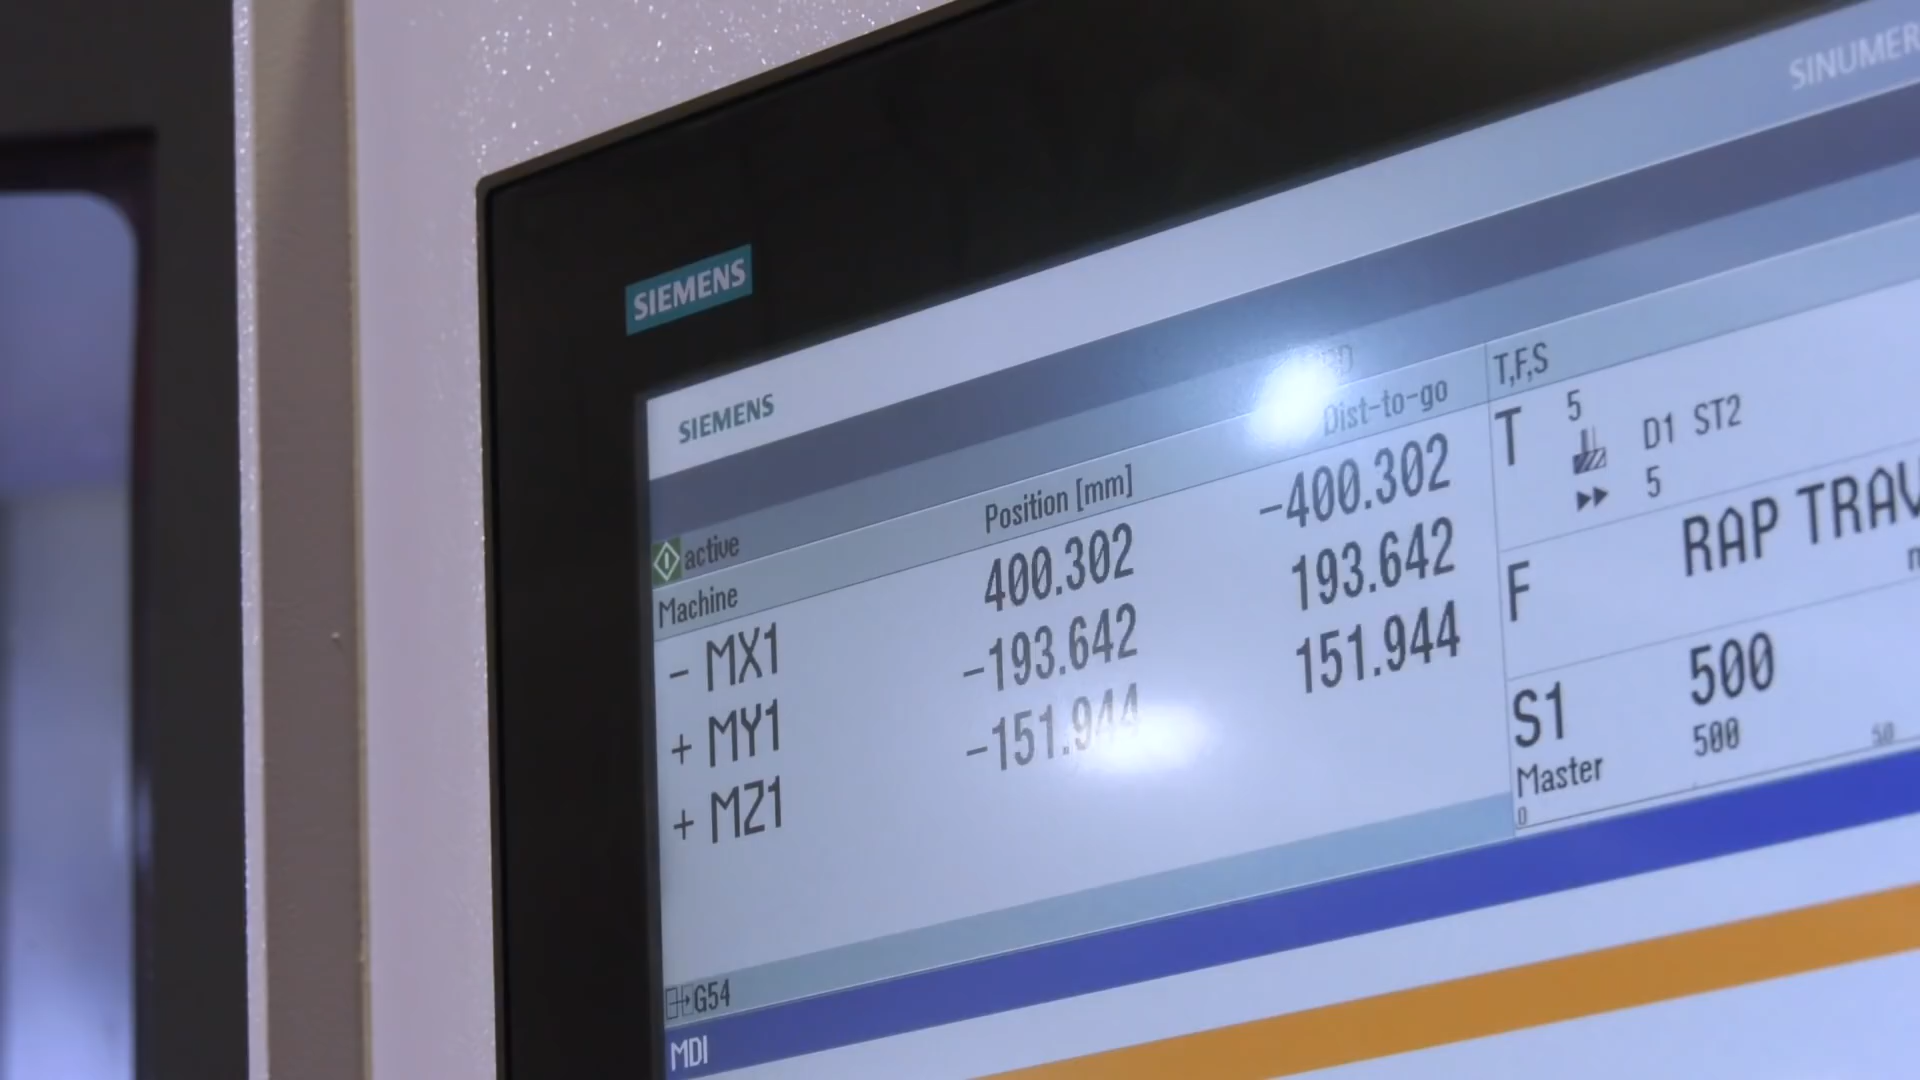 SINUMER
SIEMENS
SIEMENS
active
Machine Position [mm] Dist-to-go
- MX1 400.302 -400.302
+ MY1 -193.642 193.642
+ MZ1 -151.944 151.944
G54
MDI
T,F,S
T 5 D1 ST2
5
F RAP TRAV
S1 500
Master 500 50
0